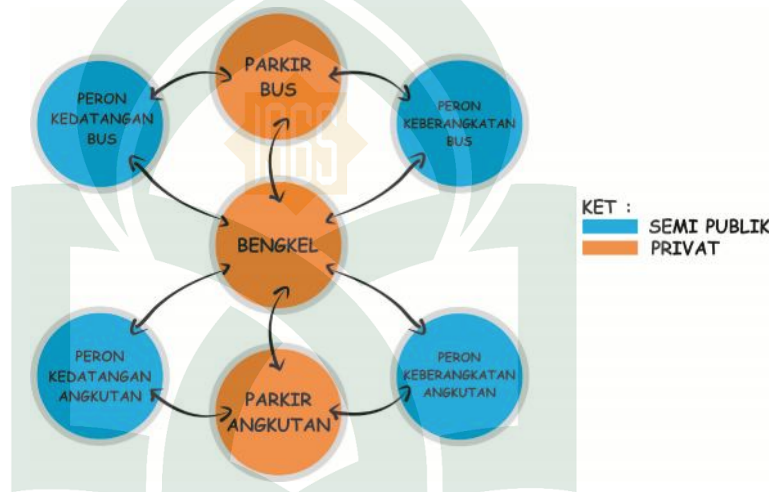 PARKIR
BUS
PERON
KEDATANGAN
BUS
PERON
KEBERANGKATAN
BUS
BENGKEL
KET :
SEMI PUBLIK
PRIVAT
PERON
KEDATANGAN
ANGKUTAN
PARKIR
ANGKUTAN
PERON
KEBERANGKATAN
ANGKUTAN